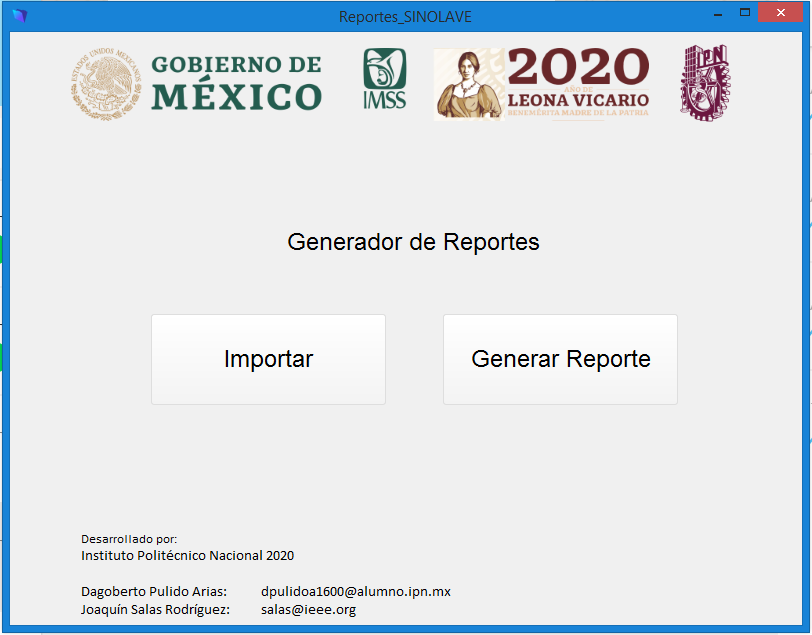 Reportes_SINOLAVE
ESTADOS UNIDOS MEXICANOS
GOBIERNO DE
MÉXICO
IMSS
2020
AÑO DE
LEONA VICARIO
BENEMÉRITA MADRE DE LA PATRIA
IPN
Generador de Reportes
Importar
Generar Reporte
Desarrollado por:
Instituto Politécnico Nacional 2020
Dagoberto Pulido Arias: dpulidoa1600@alumno.ipn.mx
Joaquín Salas Rodríguez: salas@ieee.org